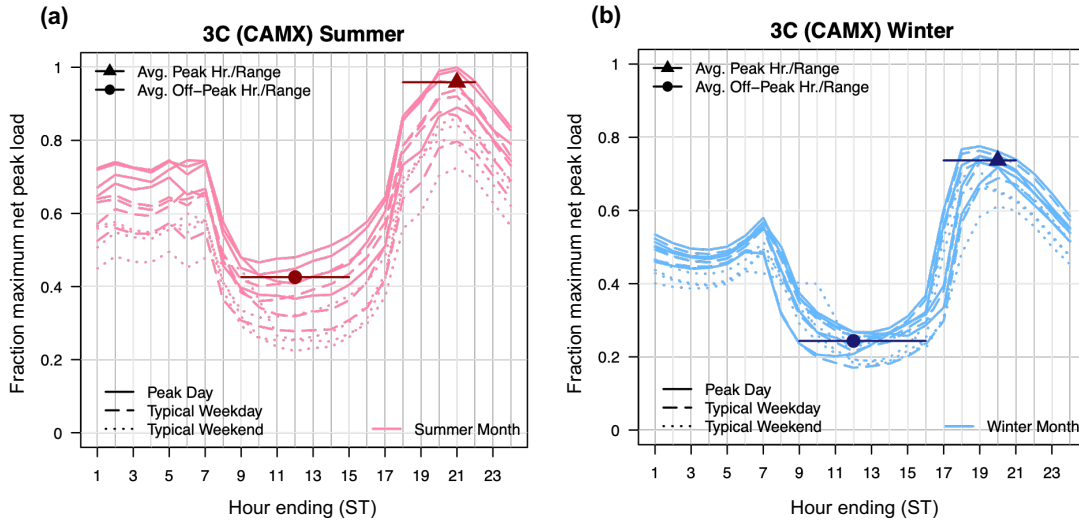 (a)
3C (CAMX) Summer
Fraction maximum net peak load
1
0.8
0.6
0.4
0.2
0
Avg. Peak Hr./Range
Avg. Off−Peak Hr./Range
Peak Day
Typical Weekday
Typical Weekend
Summer Month
1 3 5 7 9 11 13 15 17 19 21 23
Hour ending (ST)
(b)
3C (CAMX) Winter
Fraction maximum net peak load
1
0.8
0.6
0.4
0.2
0
Avg. Peak Hr./Range
Avg. Off−Peak Hr./Range
Peak Day
Typical Weekday
Typical Weekend
Winter Month
1 3 5 7 9 11 13 15 17 19 21 23
Hour ending (ST)